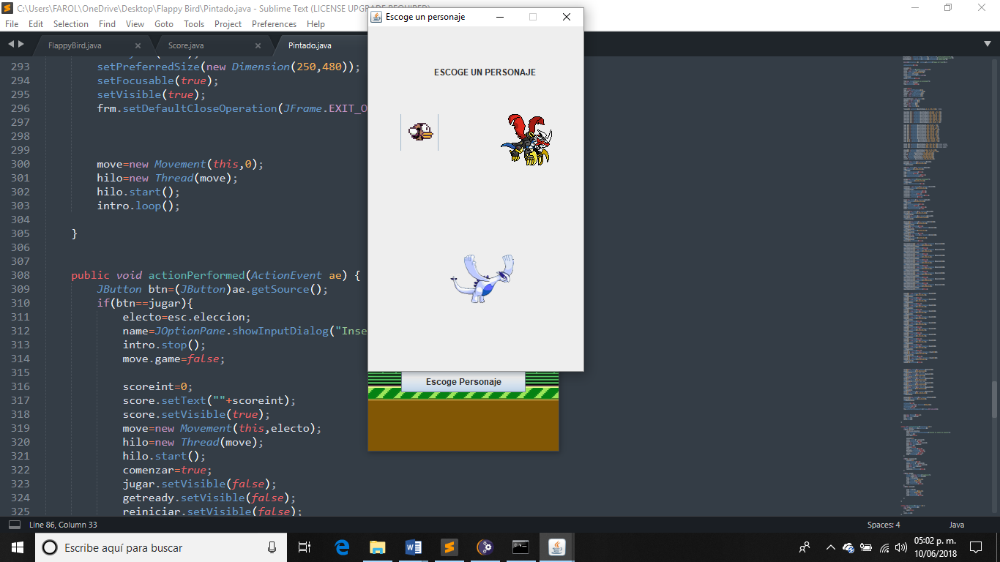 C:\Users\FAROL\OneDrive\Desktop\Flappy Bird\Pintado.java - Sublime Text (LICENSE UPGRADE REQUIRED)
File Edit Selection Find View Goto Tools Project Preferences Help
FlappyBird.java Score.java Pintado.java
Escoge un personaje
ESCOGE UN PERSONAJE
Escoge Personaje
293 setPreferredSize(new Dimension(250,480));
294 setFocusable(true);
295 setVisible(true);
296 frm.setDefaultCloseOperation(JFrame.EXIT_O
297
298
299
300 move=new Movement(this,0);
301 hilo=new Thread(move);
302 hilo.start();
303 intro.loop();
304
305 }
306
307
308 public void actionPerformed(ActionEvent ae) {
309 JButton btn=(JButton)ae.getSource();
310 if(btn==jugar){
311 electo=esc.eleccion;
312 name=JOptionPane.showInputDialog("Inse
313 intro.stop();
314 move.game=false;
315
316 scoreint=0;
317 score.setText(""+scoreint);
318 score.setVisible(true);
319 move=new Movement(this,electo);
320 hilo=new Thread(move);
321 hilo.start();
322 comenzar=true;
323 jugar.setVisible(false);
324 getready.setVisible(false);
325 reiniciar.setVisible(false);
Line 86, Column 33 Spaces: 4 Java
Escribe aquí para buscar
05:02 p. m.
10/06/2018